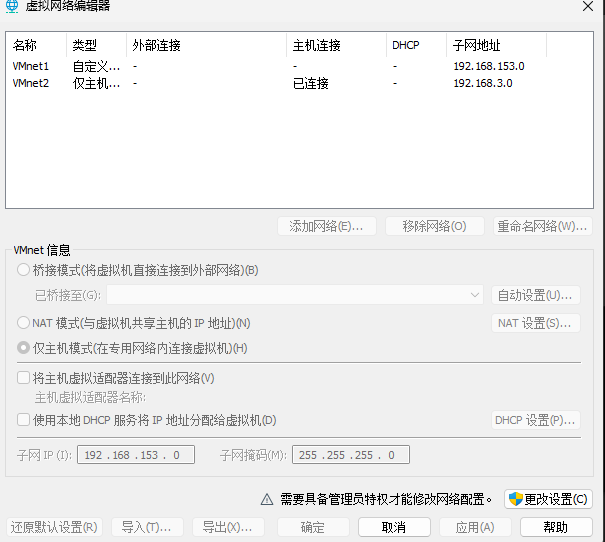 虚拟网络编辑器
名称 类型 外部连接 主机连接 DHCP 子网地址
VMnet1 自定义... - - - 192.168.153.0
VMnet2 仅主机... - 已连接 - 192.168.3.0
添加网络(E)... 移除网络(O) 重命名网络(W)...
VMnet 信息
桥接模式(将虚拟机直接连接到外部网络)(B)
已桥接至(G): 自动设置(U)...
NAT 模式(与虚拟机共享主机的 IP 地址)(N) NAT 设置(S)...
仅主机模式(在专用网络内连接虚拟机)(H)
将主机虚拟适配器连接到此网络(V)
主机虚拟适配器名称:
使用本地 DHCP 服务将 IP 地址分配给虚拟机(D) DHCP 设置(P)...
子网 IP (I): 192 .168 .153 . 0 子网掩码(M): 255 .255 .255 . 0
需要具备管理员特权才能修改网络配置。 更改设置(C)
还原默认设置(R) 导入(T)... 导出(X)... 确定 取消 应用(A) 帮助